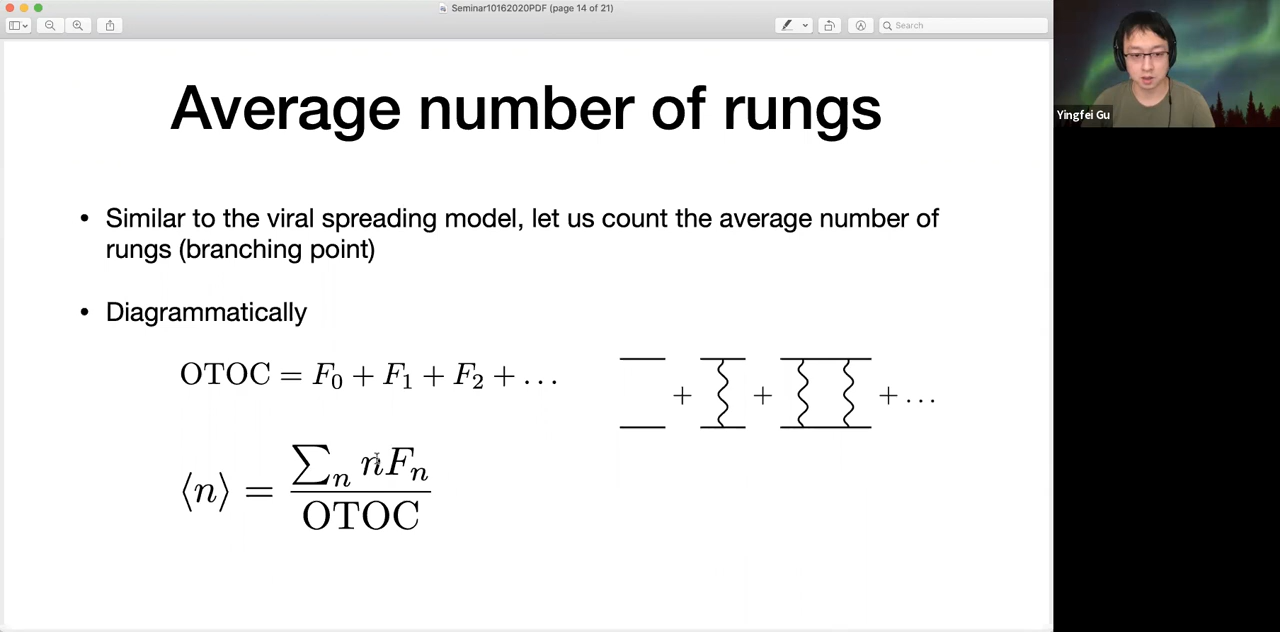 Seminar10162020PDF (page 14 of 21)
Search
Average number of rungs
• Similar to the viral spreading model, let us count the average number of
rungs (branching point)
• Diagrammatically
OTOC = F₀ + F₁ + F₂ + ...
+ + + ...
⟨n⟩ = ∑ₙ nFₙ / OTOC
Yingfei Gu